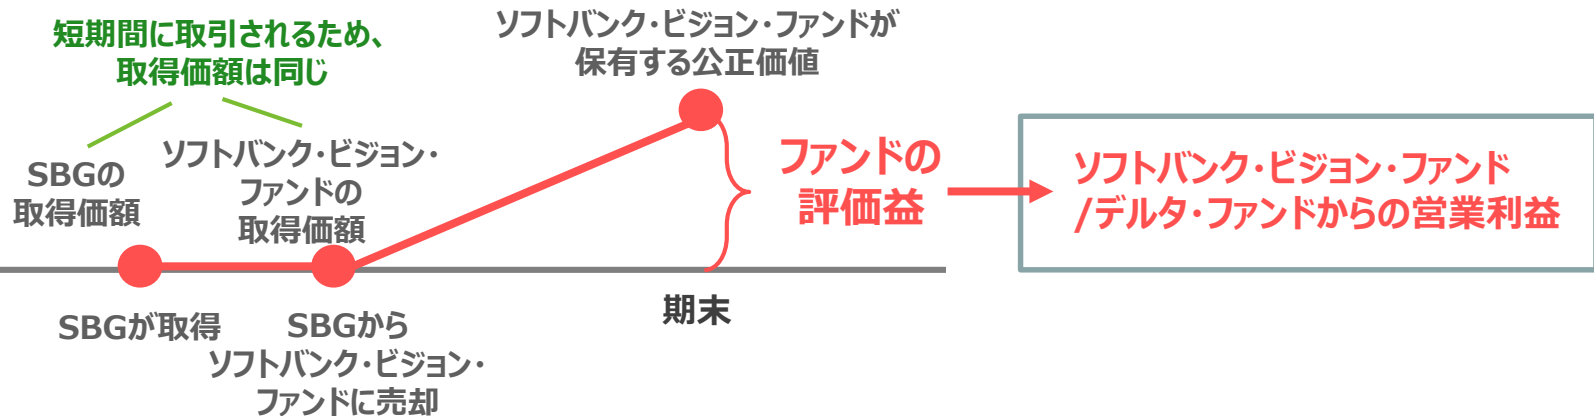 短期間に取引されるため、
取得価額は同じ
ソフトバンク・ビジョン・ファンドが
保有する公正価値
SBGの
取得価額
ソフトバンク・ビジョン・
ファンドの
取得価額
ファンドの
評価益
ソフトバンク・ビジョン・ファンド
/デルタ・ファンドからの営業利益
SBGが取得
SBGから
ソフトバンク・ビジョン・
ファンドに売却
期末